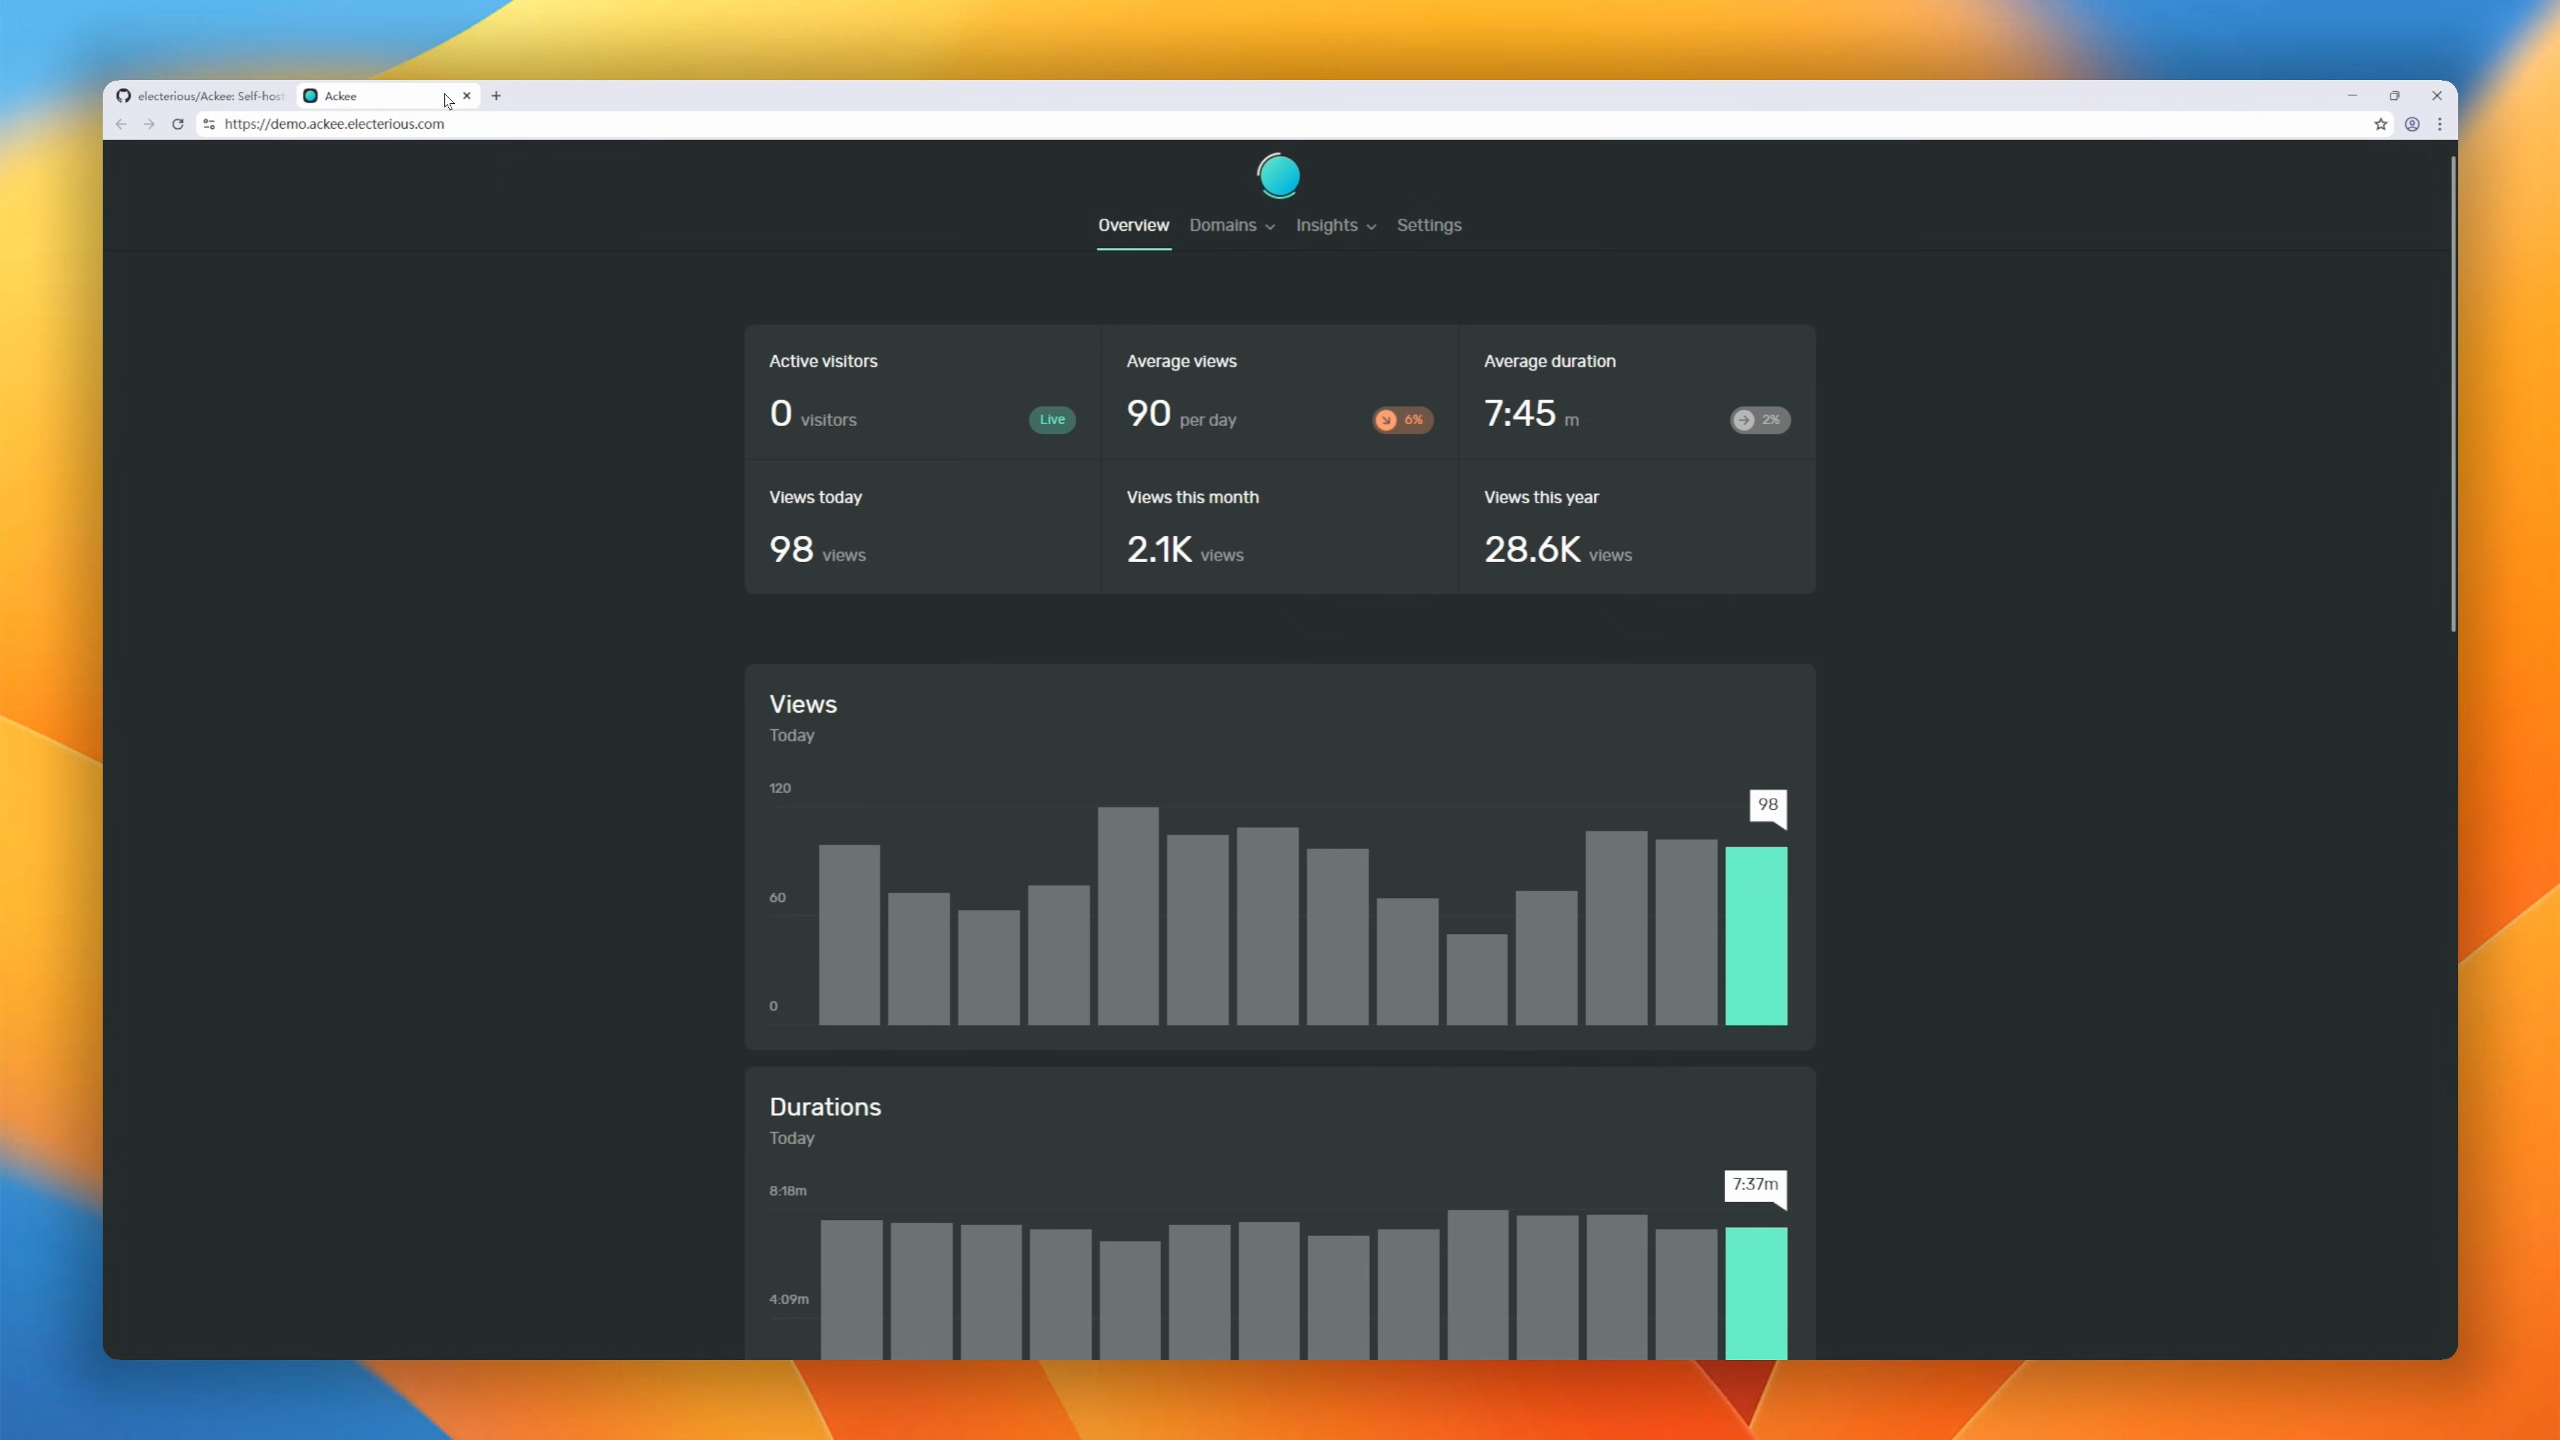 electerious/Ackee: Self-host
Ackee
https://demo.ackee.electerious.com
Overview Domains Insights Settings
Active visitors
0 visitors
Live
Average views
90 per day
6%
Average duration
7:45 m
2%
Views today
98 views
Views this month
2.1K views
Views this year
28.6K views
Views
Today
120
98
60
0
Durations
Today
8:18m
7:37m
4:09m